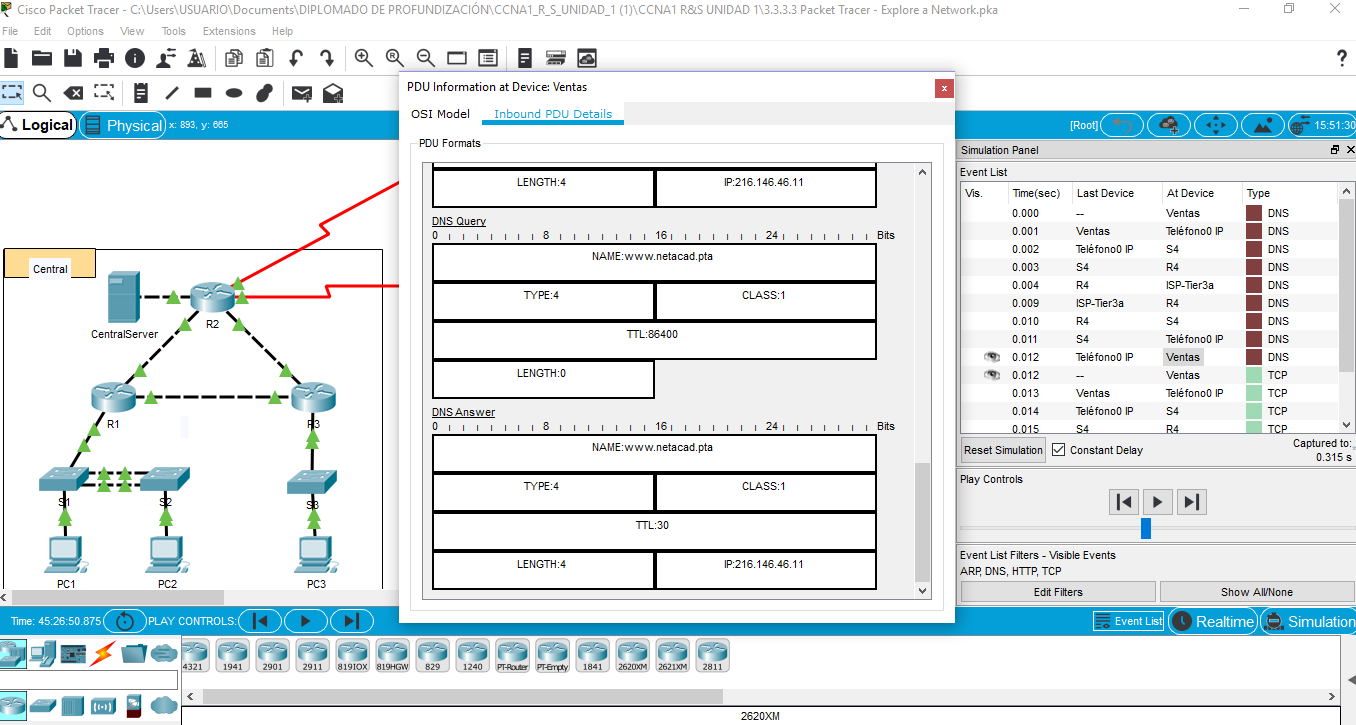 Cisco Packet Tracer - C:\Users\USUARIO\Documents\DIPLOMADO DE PROFUNDIZACIÓN\CCNA1_R_S_UNIDAD_1 (1)\CCNA1 R&S UNIDAD 1\3.3.3.3 Packet Tracer - Explore a Network.pka
File Edit Options View Tools Extensions Help
?
Logical Physical x: 893, y: 665
[Root] 15:51:30
PDU Information at Device: Ventas
x
OSI Model Inbound PDU Details
PDU Formats
LENGTH:4 IP:216.146.46.11
DNS Query
0 8 16 24 Bits
NAME:www.netacad.pta
TYPE:4 CLASS:1
TTL:86400
LENGTH:0
DNS Answer
0 8 16 24 Bits
NAME:www.netacad.pta
TYPE:4 CLASS:1
TTL:30
LENGTH:4 IP:216.146.46.11
Central
CentralServer
R2
R1
R3
S1
S2
S3
PC1
PC2
PC3
Simulation Panel
Event List
Vis. Time(sec) Last Device At Device Type
0.000 -- Ventas DNS
0.001 Ventas Teléfono0 IP DNS
0.002 Teléfono0 IP S4 DNS
0.003 S4 R4 DNS
0.004 R4 ISP-Tier3a DNS
0.009 ISP-Tier3a R4 DNS
0.010 R4 S4 DNS
0.011 S4 Teléfono0 IP DNS
0.012 Teléfono0 IP Ventas DNS
0.012 -- Ventas TCP
0.013 Ventas Teléfono0 IP TCP
0.014 Teléfono0 IP S4 TCP
0.015 S4 R4 TCP
Reset Simulation Constant Delay Captured to:
0.315 s
Play Controls
Event List Filters - Visible Events
ARP, DNS, HTTP, TCP
Edit Filters Show All/None
Time: 45:26:50.875 PLAY CONTROLS:
Event List Realtime Simulation
4321 1941 2901 2911 819IOX 819HGW 829 1240 PT-Router PT-Empty 1841 2620XM 2621XM 2811
2620XM